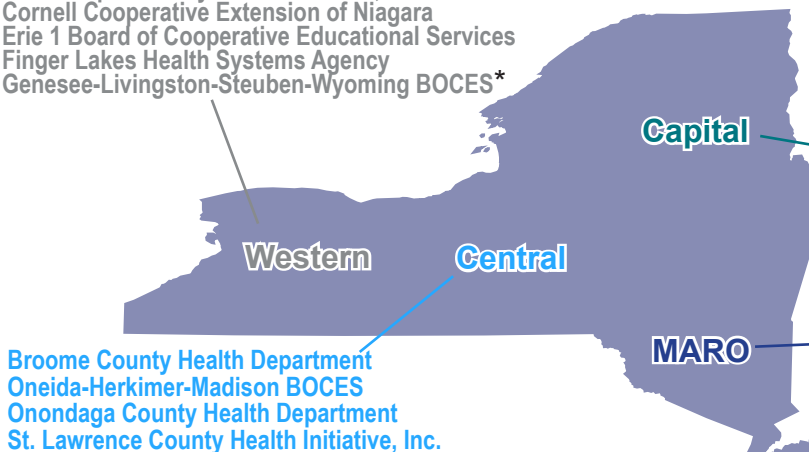 Cornell Cooperative Extension of Niagara
Erie 1 Board of Cooperative Educational Services
Finger Lakes Health Systems Agency
Genesee-Livingston-Steuben-Wyoming BOCES*
Capital
Western
Central
MARO
Broome County Health Department
Oneida-Herkimer-Madison BOCES
Onondaga County Health Department
St. Lawrence County Health Initiative, Inc.